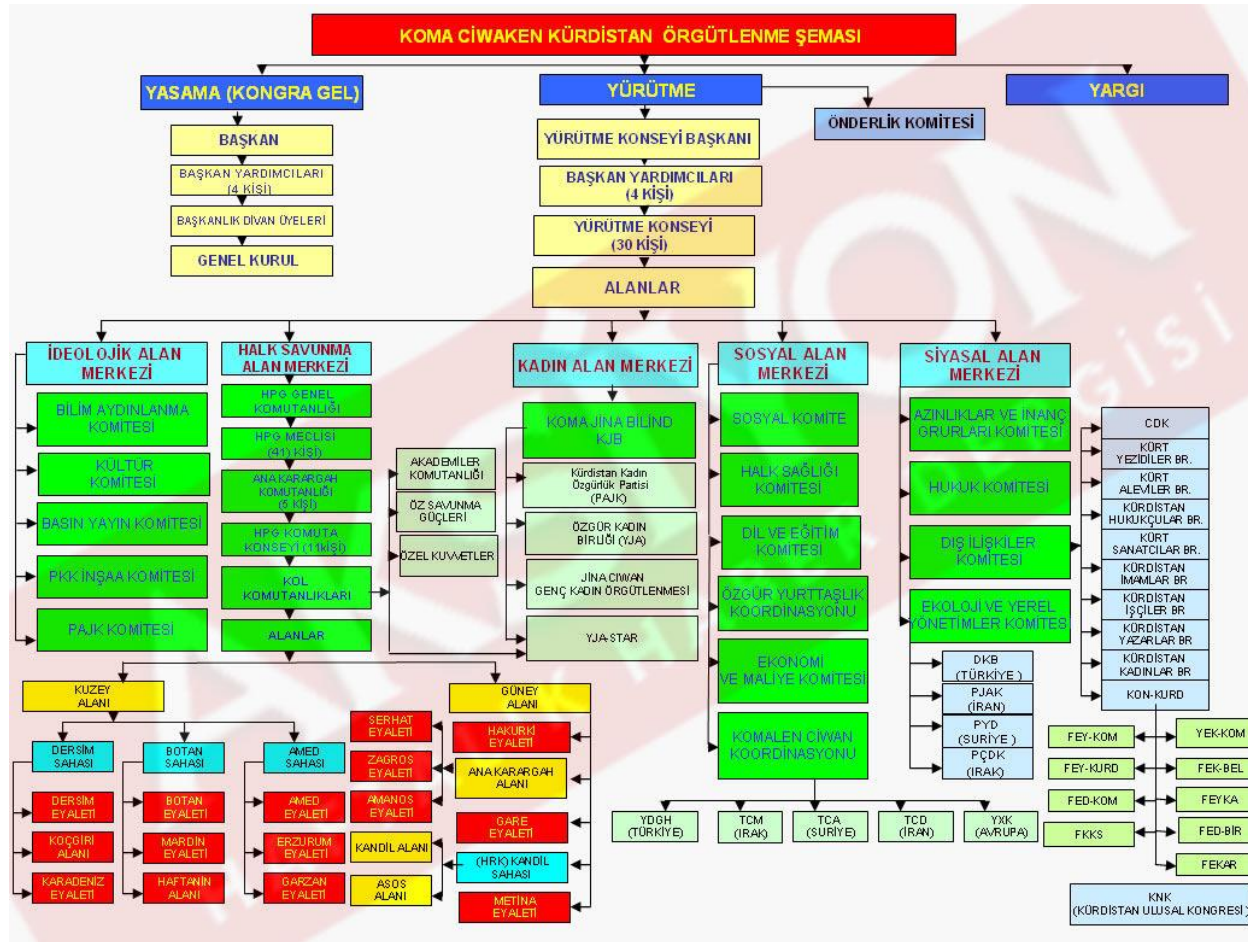 KOMA CİWAKEN KÜRDİSTAN ÖRGÜTLENME ŞEMASI
YASAMA (KONGRA GEL)
BAŞKAN
BAŞKAN YARDIMCILARI
(4 KİŞİ)
BAŞKANLIK DİVAN ÜYELERİ
GENEL KURUL
YÜRÜTME
ÖNDERLİK KOMİTESİ
YÜRÜTME KONSEYİ BAŞKANI
BAŞKAN YARDIMCILARI
(4 KİŞİ)
YÜRÜTME KONSEYİ
(30 KİŞİ)
ALANLAR
YARGI
İDEOLOJİK ALAN
MERKEZİ
BİLİM AYDINLANMA
KOMİTESİ
KÜLTÜR
KOMİTESİ
BASIN YAYIN KOMİTESİ
PKK İNŞAA KOMİTESİ
PAJK KOMİTESİ
HALK SAVUNMA
ALAN MERKEZİ
HPG GENEL
KOMUTANLIĞI
HPG MECLİSİ
(41) KİŞİ
ANA KARARGAH
KOMUTANLIĞI
(5 KİŞİ)
HPG KOMUTA
KONSEYİ (11KİŞİ)
KOL
KOMUTANLIKLARI
ALANLAR
AKADEMİLER
KOMUTANLIĞI
ÖZ SAVUNMA
GÜÇLERİ
ÖZEL KUVVETLER
KADIN ALAN MERKEZİ
KOMA JINA BILIND
KJB
Kürdistan Kadın
Özgürlük Partisi
(PAJK)
ÖZGÜR KADIN
BİRLİĞİ (YJA)
JINA CIWAN
GENÇ KADIN ÖRGÜTLENMESİ
YJA-STAR
SOSYAL ALAN
MERKEZİ
SOSYAL KOMİTE
HALK SAĞLIĞI
KOMİTESİ
DİL VE EĞİTİM
KOMİTESİ
ÖZGÜR YURTTAŞLIK
KOORDİNASYONU
EKONOMİ
VE MALİYE KOMİTESİ
KOMALEN CIWAN
KOORDİNASYONU
YDGH
(TÜRKİYE)
TCM
(IRAK)
TCA
(SURİYE)
TCD
(İRAN)
YXK
(AVRUPA)
SİYASAL ALAN
MERKEZİ
AZINLIKLAR VE İNANÇ
GRURLARI KOMİTESİ
HUKUK KOMİTESİ
DIŞ İLİŞKİLER
KOMİTESİ
EKOLOJİ VE YEREL
YÖNETİMLER KOMİTESİ
DKB
(TÜRKİYE )
PJAK
(İRAN)
PYD
(SURİYE )
PÇDK
(IRAK)
CDK
KÜRT
YEZİDİLER BR.
KÜRT
ALEVİLER BR.
KÜRDİSTAN
HUKUKÇULAR BR.
KÜRT
SANATCILAR BR.
KÜRDİSTAN
İMAMLAR BR
KÜRDİSTAN
İŞÇİLER BR
KÜRDİSTAN
YAZARLAR BR
KÜRDİSTAN
KADINLAR BR
KON-KURD
FEY-KOM
YEK-KOM
FEY-KURD
FEK-BEL
FED-KOM
FEYKA
FKKS
FED-BİR
FEKAR
KNK
(KÜRDİSTAN ULUSAL KONGRESİ )
KUZEY
ALANI
DERSİM
SAHASI
DERSİM
EYALETİ
KOÇGİRİ
ALANI
KARADENİZ
EYALETİ
BOTAN
SAHASI
BOTAN
EYALETİ
MARDİN
EYALETİ
HAFTANİN
ALANI
AMED
SAHASI
AMED
EYALETİ
ERZURUM
EYALETİ
GARZAN
EYALETİ
GÜNEY
ALANI
SERHAT
EYALETİ
ZAGROS
EYALETİ
AMANOS
EYALETİ
KANDİL ALANI
ASOS
ALANI
HAKURKİ
EYALETİ
ANA KARARGAH
ALANI
GARE
EYALETİ
(HRK) KANDİL
SAHASI
METİNA
EYALETİ
AKSİYON
HAFTALIK HABER DERGİSİ